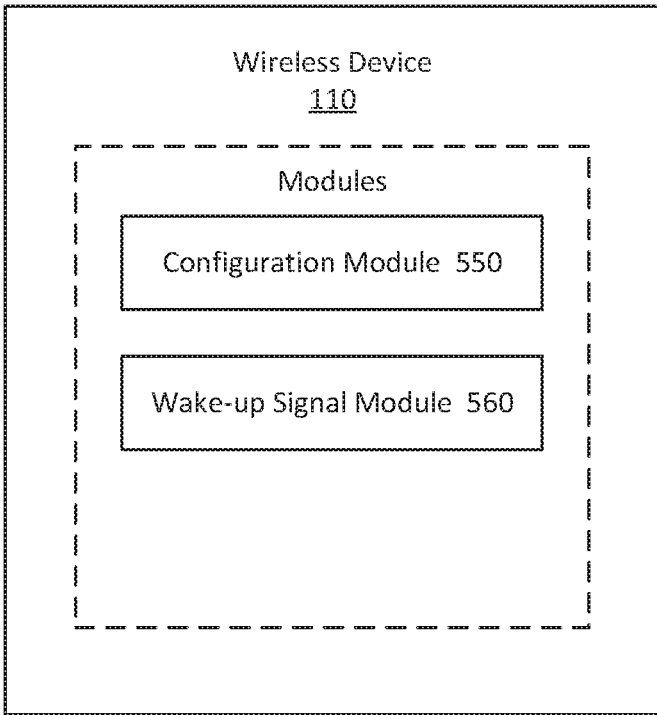 Wireless Device
110
Modules
Configuration Module 550
Wake-up Signal Module 560